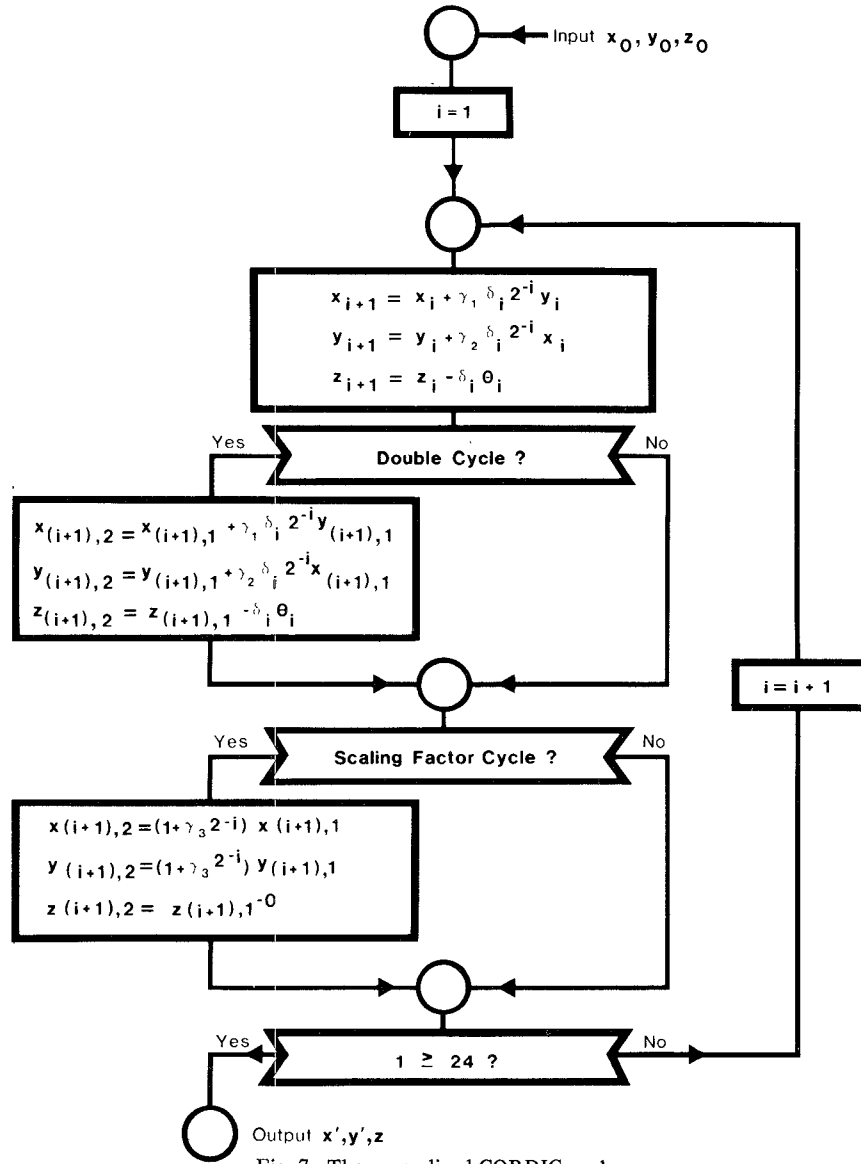 Input x₀, y₀, z₀
i = 1
xᵢ₊₁ = xᵢ + γ₁ δᵢ 2⁻ⁱ yᵢ
yᵢ₊₁ = yᵢ + γ₂ δᵢ 2⁻ⁱ xᵢ
zᵢ₊₁ = zᵢ - δᵢ θᵢ
Yes
Double Cycle ?
No
x₍ᵢ₊₁₎,₂ = x₍ᵢ₊₁₎,₁ + γ₁ δᵢ 2⁻ⁱ y₍ᵢ₊₁₎,₁
y₍ᵢ₊₁₎,₂ = y₍ᵢ₊₁₎,₁ + γ₂ δᵢ 2⁻ⁱ x₍ᵢ₊₁₎,₁
z₍ᵢ₊₁₎,₂ = z₍ᵢ₊₁₎,₁ - δᵢ θᵢ
i = i + 1
Yes
Scaling Factor Cycle ?
No
x(i+1),2 = (1+γ₃ 2⁻ⁱ) x(i+1),1
y(i+1),2 = (1+γ₃ 2⁻ⁱ) y(i+1),1
z(i+1),2 = z(i+1),1⁻⁰
Yes
1 ≥ 24 ?
No
Output x',y',z